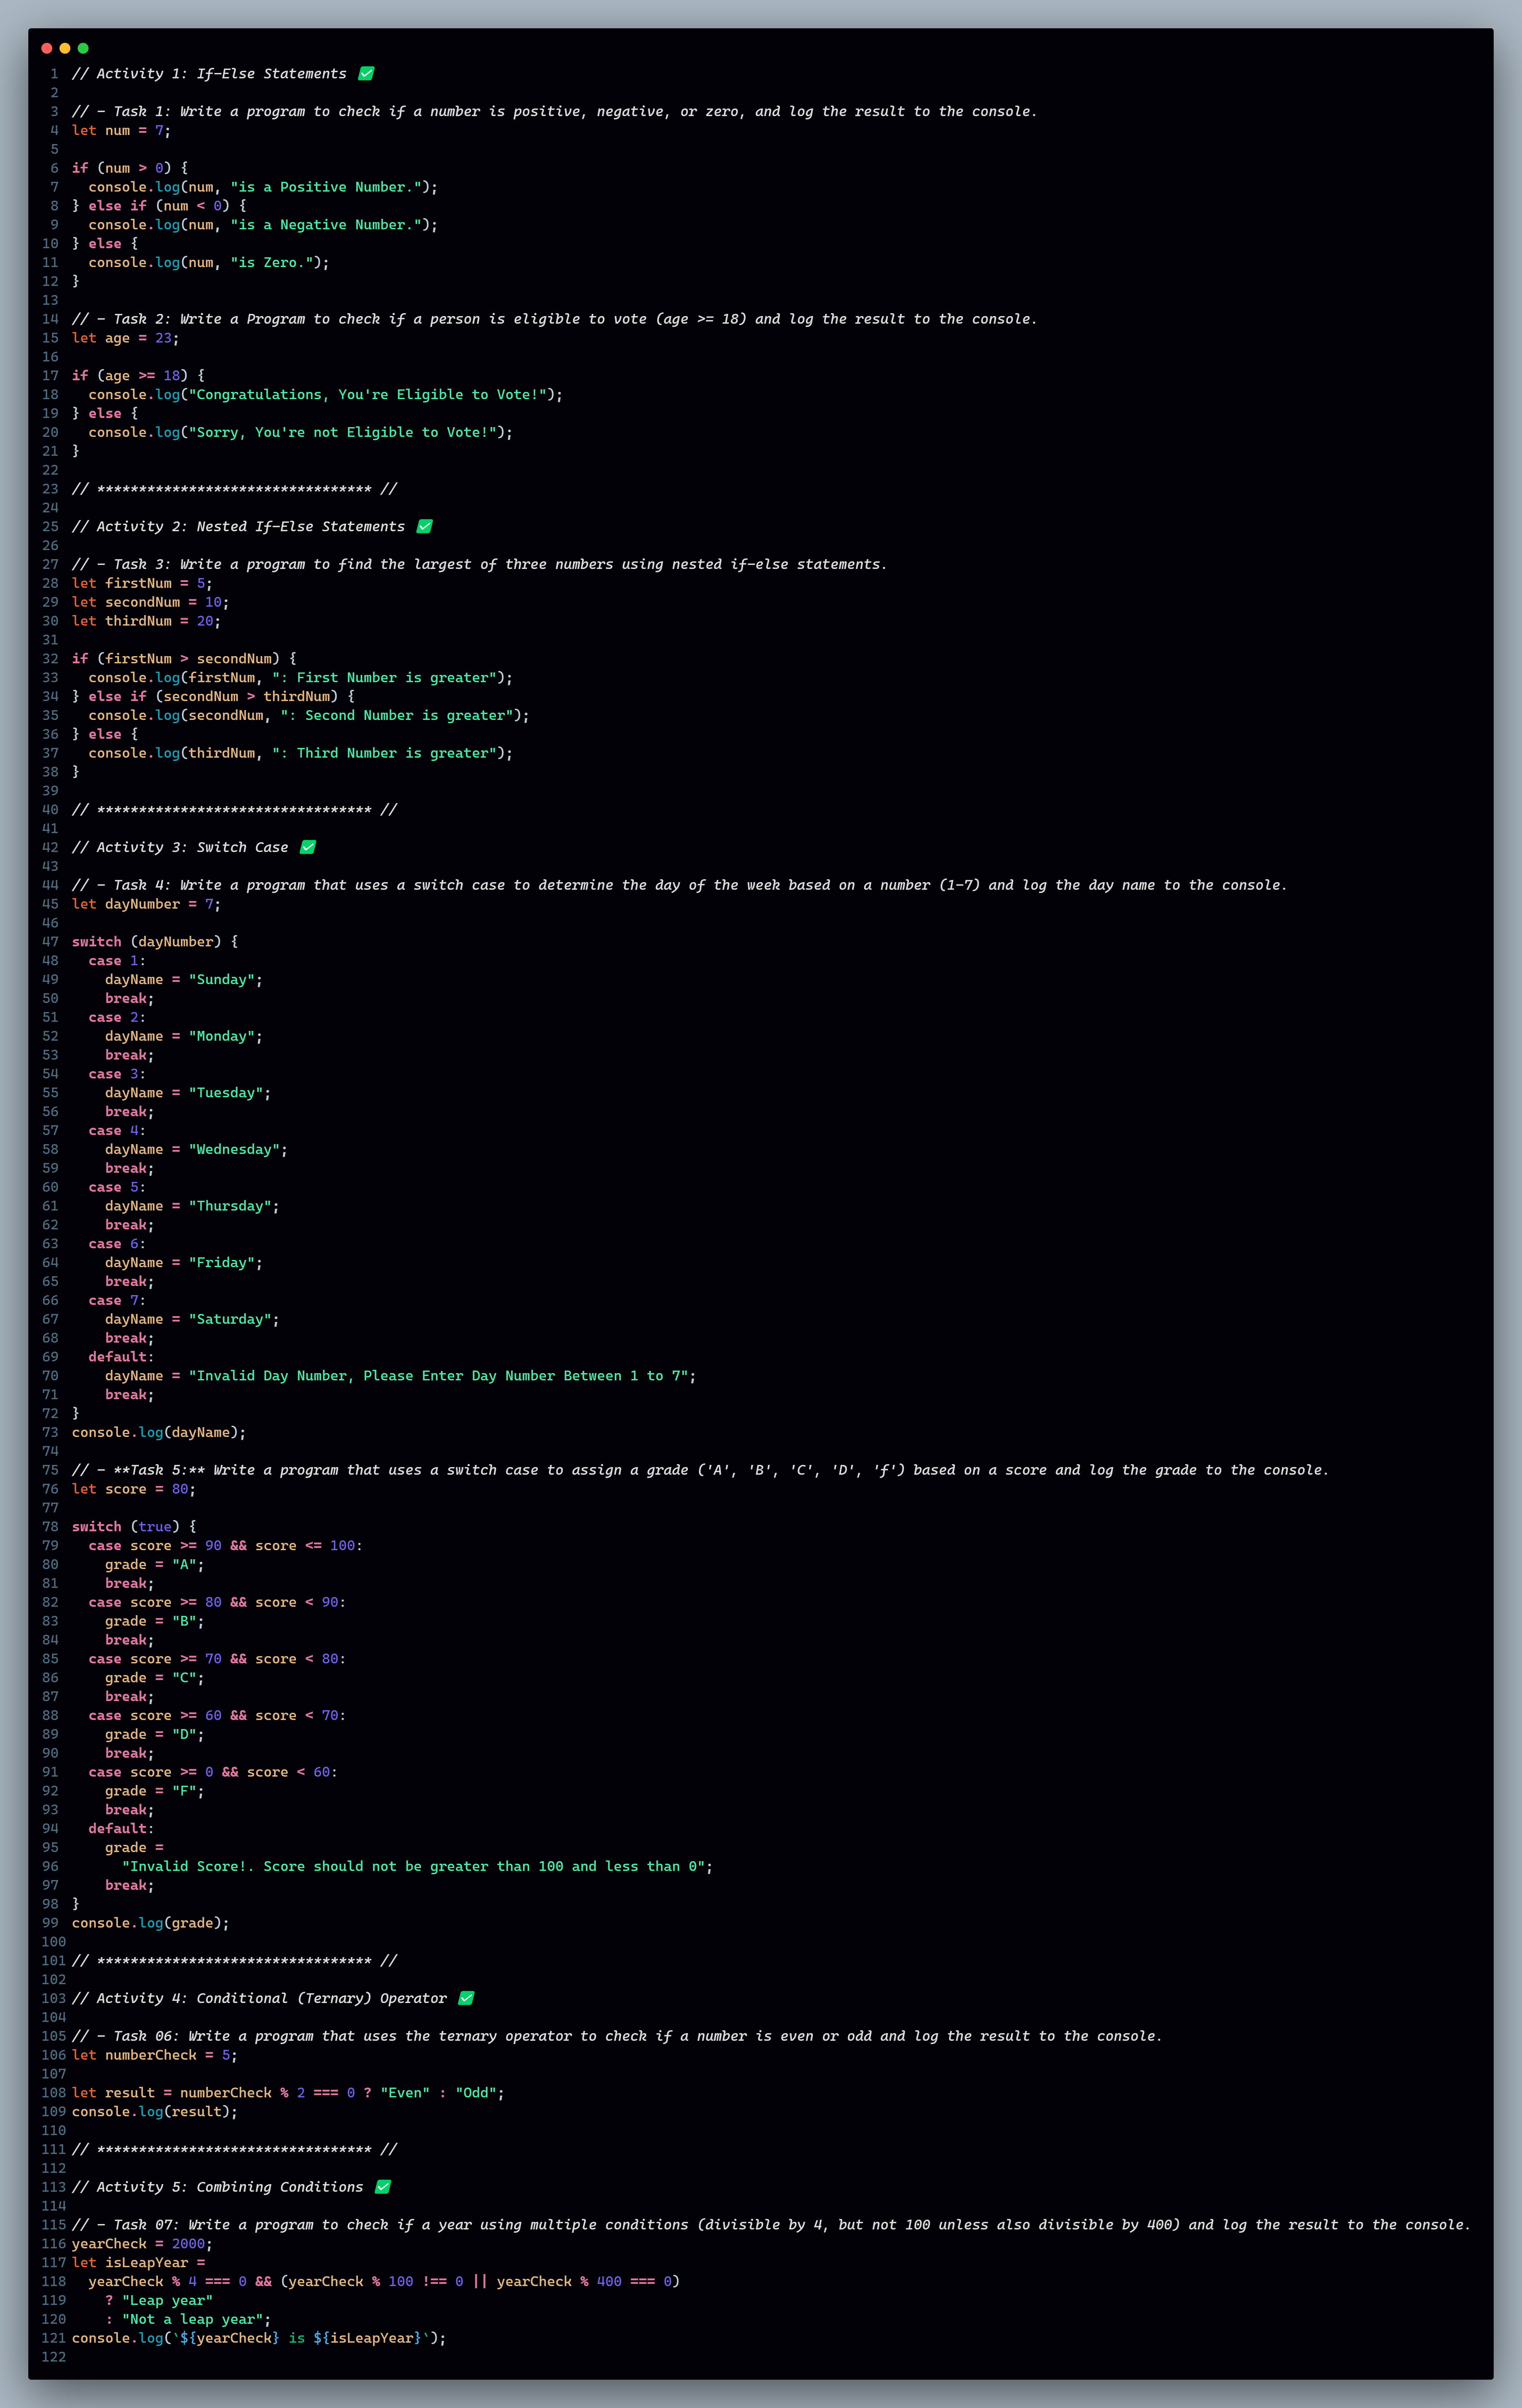 1 // Activity 1: If-Else Statements ✅
2
3 // - Task 1: Write a program to check if a number is positive, negative, or zero, and log the result to the console.
4 let num = 7;
5
6 if (num > 0) {
7   console.log(num, "is a Positive Number.");
8 } else if (num < 0) {
9   console.log(num, "is a Negative Number.");
10 } else {
11   console.log(num, "is Zero.");
12 }
13
14 // - Task 2: Write a Program to check if a person is eligible to vote (age >= 18) and log the result to the console.
15 let age = 23;
16
17 if (age >= 18) {
18   console.log("Congratulations, You're Eligible to Vote!");
19 } else {
20   console.log("Sorry, You're not Eligible to Vote!");
21 }
22
23 // ********************************* //
24
25 // Activity 2: Nested If-Else Statements ✅
26
27 // - Task 3: Write a program to find the largest of three numbers using nested if-else statements.
28 let firstNum = 5;
29 let secondNum = 10;
30 let thirdNum = 20;
31
32 if (firstNum > secondNum) {
33   console.log(firstNum, ": First Number is greater");
34 } else if (secondNum > thirdNum) {
35   console.log(secondNum, ": Second Number is greater");
36 } else {
37   console.log(thirdNum, ": Third Number is greater");
38 }
39
40 // ********************************* //
41
42 // Activity 3: Switch Case ✅
43
44 // - Task 4: Write a program that uses a switch case to determine the day of the week based on a number (1-7) and log the day name to the console.
45 let dayNumber = 7;
46
47 switch (dayNumber) {
48   case 1:
49     dayName = "Sunday";
50     break;
51   case 2:
52     dayName = "Monday";
53     break;
54   case 3:
55     dayName = "Tuesday";
56     break;
57   case 4:
58     dayName = "Wednesday";
59     break;
60   case 5:
61     dayName = "Thursday";
62     break;
63   case 6:
64     dayName = "Friday";
65     break;
66   case 7:
67     dayName = "Saturday";
68     break;
69   default:
70     dayName = "Invalid Day Number, Please Enter Day Number Between 1 to 7";
71     break;
72 }
73 console.log(dayName);
74
75 // - **Task 5:** Write a program that uses a switch case to assign a grade ('A', 'B', 'C', 'D', 'f') based on a score and log the grade to the console.
76 let score = 80;
77
78 switch (true) {
79   case score >= 90 && score <= 100:
80     grade = "A";
81     break;
82   case score >= 80 && score < 90:
83     grade = "B";
84     break;
85   case score >= 70 && score < 80:
86     grade = "C";
87     break;
88   case score >= 60 && score < 70:
89     grade = "D";
90     break;
91   case score >= 0 && score < 60:
92     grade = "F";
93     break;
94   default:
95     grade =
96       "Invalid Score!. Score should not be greater than 100 and less than 0";
97     break;
98 }
99 console.log(grade);
100
101 // ********************************* //
102
103 // Activity 4: Conditional (Ternary) Operator ✅
104
105 // - Task 06: Write a program that uses the ternary operator to check if a number is even or odd and log the result to the console.
106 let numberCheck = 5;
107
108 let result = numberCheck % 2 === 0 ? "Even" : "Odd";
109 console.log(result);
110
111 // ********************************* //
112
113 // Activity 5: Combining Conditions ✅
114
115 // - Task 07: Write a program to check if a year using multiple conditions (divisible by 4, but not 100 unless also divisible by 400) and log the result to the console.
116 yearCheck = 2000;
117 let isLeapYear =
118   yearCheck % 4 === 0 && (yearCheck % 100 !== 0 || yearCheck % 400 === 0)
119     ? "Leap year"
120     : "Not a leap year";
121 console.log(`${yearCheck} is ${isLeapYear}`);
122